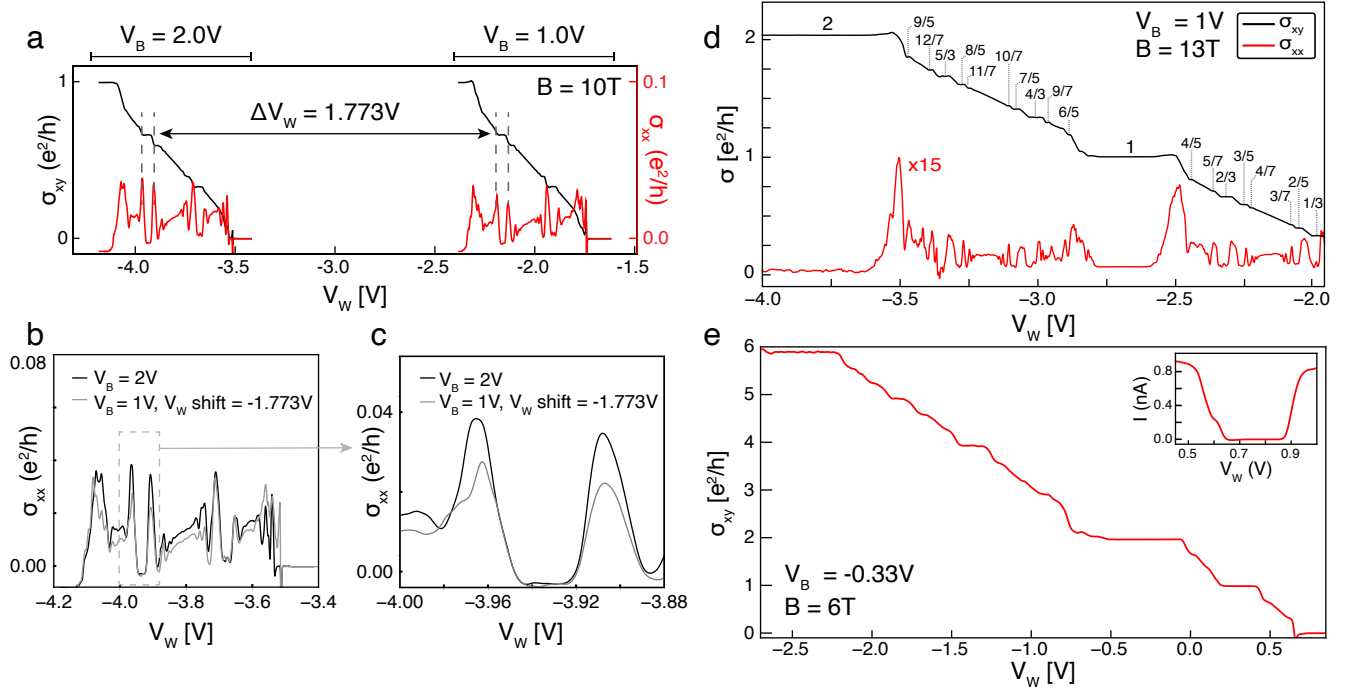 a
V_B = 2.0V
V_B = 1.0V
B = 10T
ΔV_W = 1.773V
1
0
0.1
0.0
σ_xy (e²/h)
σ_xx (e²/h)
−4.0
−3.5
−3.0
−2.5
−2.0
−1.5
V_W [V]
b
0.08
0.00
σ_xx (e²/h)
V_B = 2V
V_B = 1V, V_W shift = -1.773V
−4.2
−4.0
−3.8
−3.6
−3.4
V_W [V]
c
0.04
0.00
σ_xx (e²/h)
V_B = 2V
V_B = 1V, V_W shift = -1.773V
−4.00
−3.96
−3.92
−3.88
V_W [V]
d
V_B = 1V
B = 13T
σ_xy
σ_xx
2
9/5
12/7
5/3
8/5
11/7
10/7
7/5
4/3
9/7
6/5
1
4/5
5/7
2/3
3/5
4/7
3/7
2/5
1/3
x15
2
1
0
σ [e²/h]
−4.0
−3.5
−3.0
−2.5
−2.0
V_W [V]
e
6
5
4
3
2
1
0
σ_xy [e²/h]
V_B = -0.33V
B = 6T
−2.5
−2.0
−1.5
−1.0
−0.5
0.0
0.5
V_W [V]
I (nA)
0.8
0.4
0.0
0.5
0.7
0.9
V_W (V)